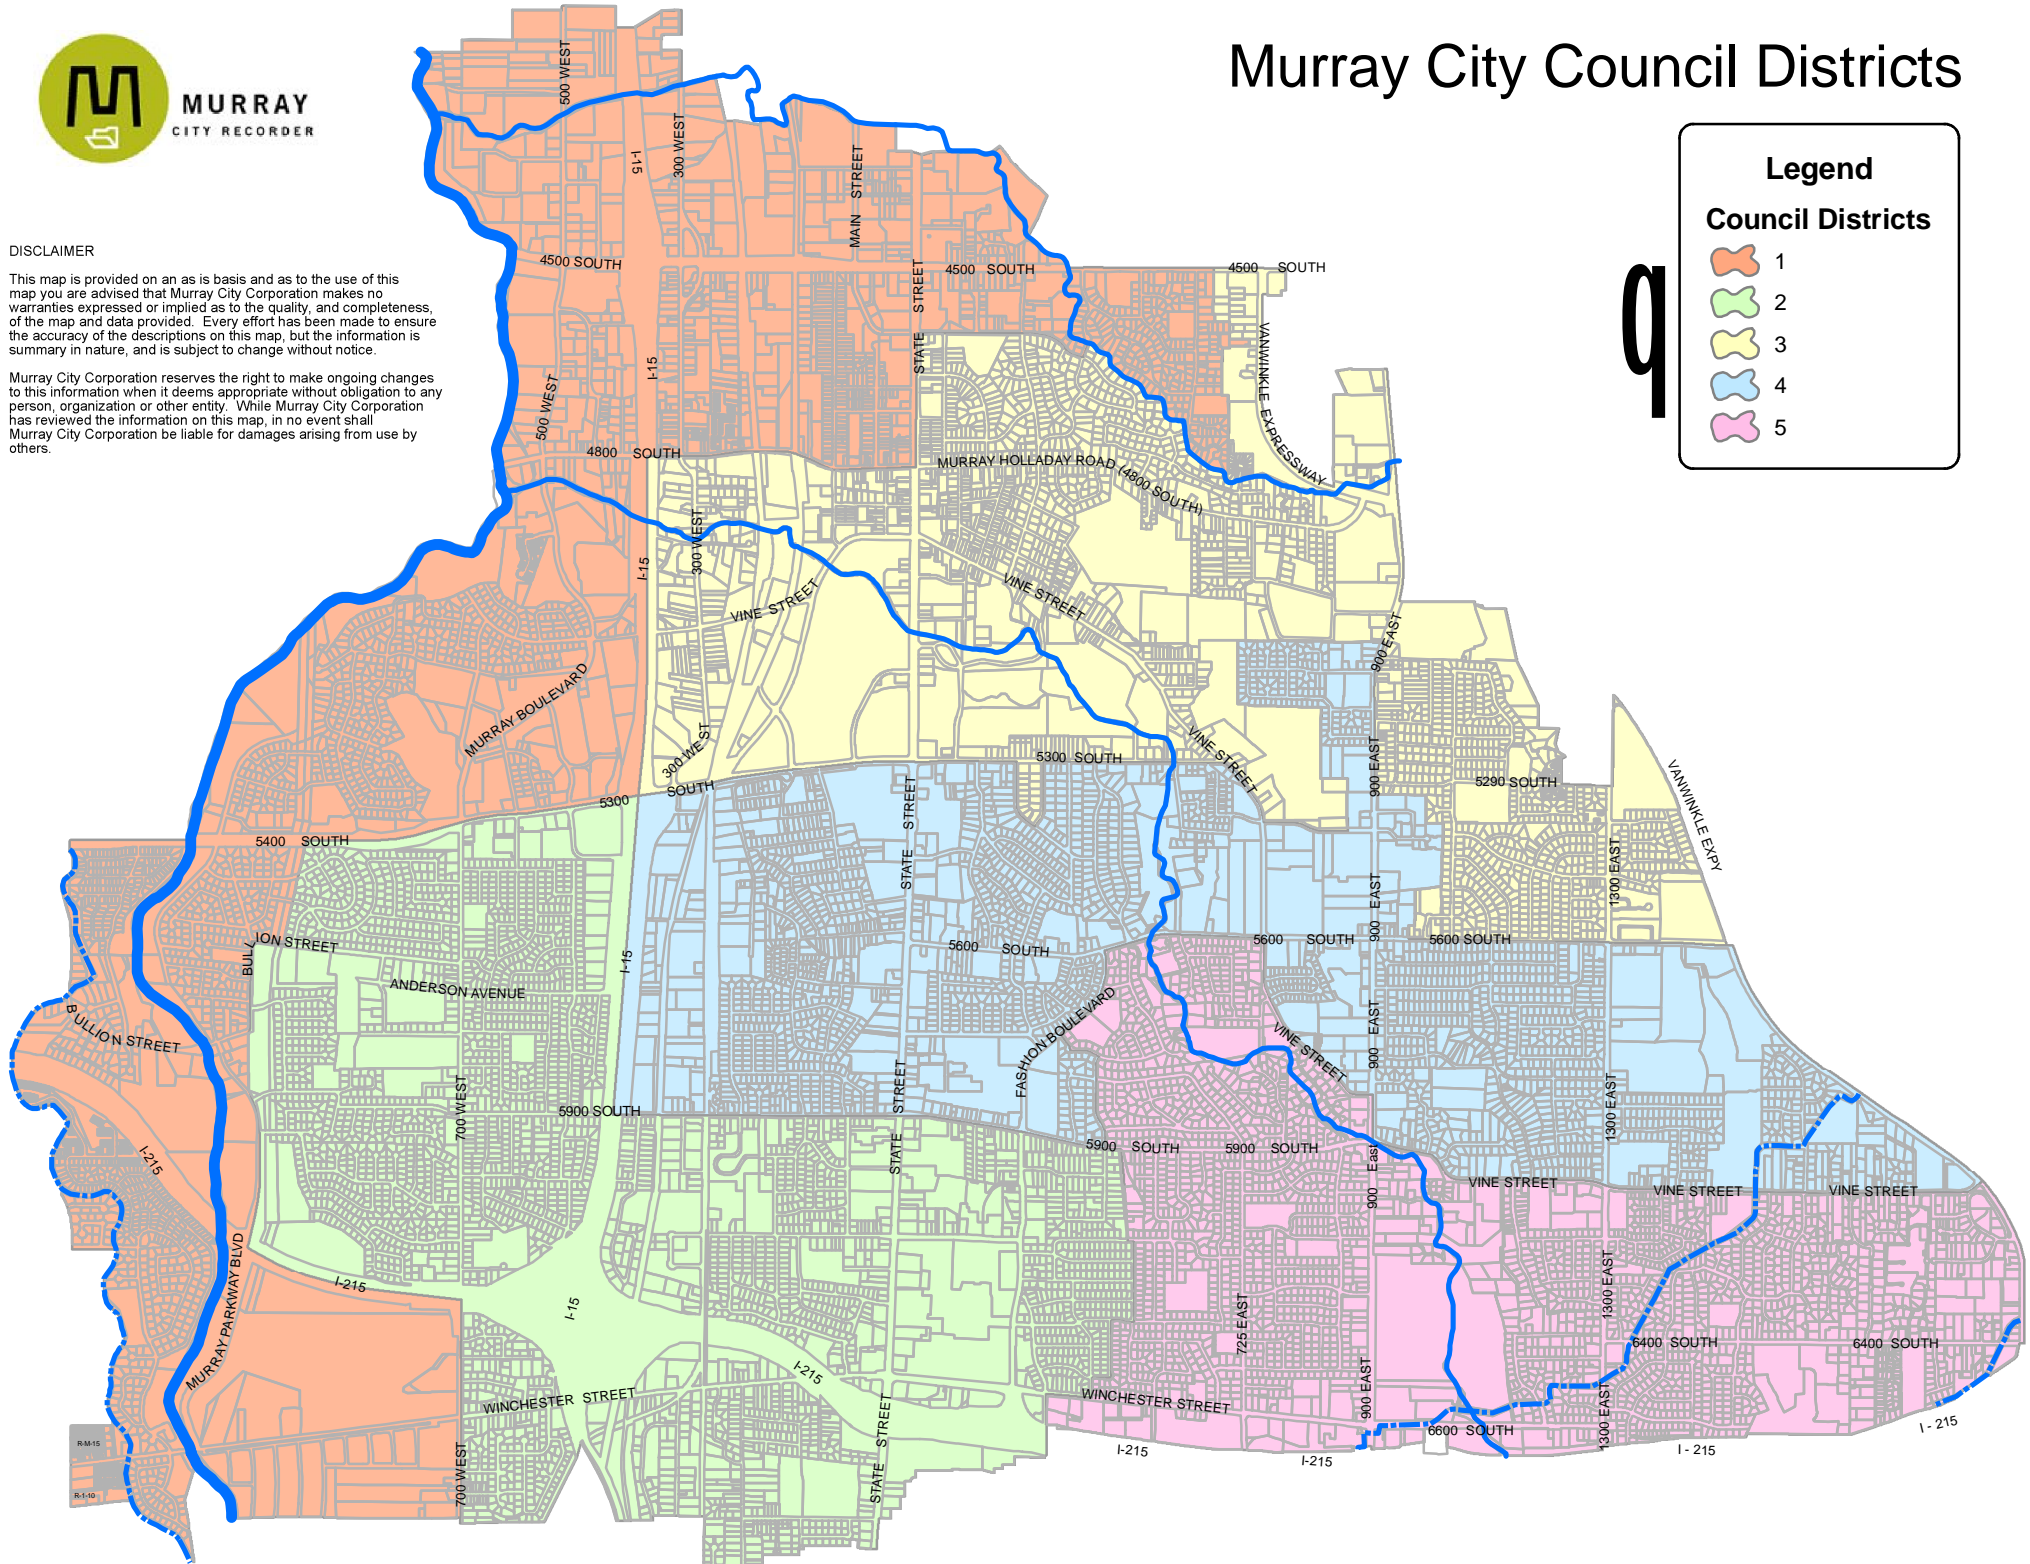 Murray City Council Districts
MURRAY
CITY RECORDER
Legend
Council Districts
1
2
3
4
5
q
DISCLAIMER
This map is provided on an as is basis and as to the use of this
map you are advised that Murray City Corporation makes no
warranties expressed or implied as to the quality, and completeness,
of the map and data provided. Every effort has been made to ensure
the accuracy of the descriptions on this map, but the information is
summary in nature, and is subject to change without notice.
Murray City Corporation reserves the right to make ongoing changes
to this information when it deems appropriate without obligation to any
person, organization or other entity. While Murray City Corporation
has reviewed the information on this map, in no event shall
Murray City Corporation be liable for damages arising from use by
others.
500 WEST
I-15
300 WEST
MAIN STREET
4500 SOUTH
4500 SOUTH
4500 SOUTH
STATE STREET
VANWINKLE EXPRESSWAY
I-15
500 WEST
4800 SOUTH
MURRAY HOLLADAY ROAD (4800 SOUTH)
300 WEST
I-15
VINE STREET
VINE STREET
900 EAST
MURRAY BOULEVARD
300 WEST
VINE STREET
5300 SOUTH
900 EAST
5290 SOUTH
VANWINKLE EXPY
5300 SOUTH
STATE STREET
5400 SOUTH
STATE STREET
1300 EAST
900 EAST
BULLION STREET
I-15
5600 SOUTH
5600 SOUTH
5600 SOUTH
ANDERSON AVENUE
BULLION STREET
FASHION BOULEVARD
VINE STREET
900 EAST
700 WEST
5900 SOUTH
STATE STREET
1300 EAST
I-215
STATE STREET
5900 SOUTH
5900 SOUTH
900 East
VINE STREET
VINE STREET
VINE STREET
MURRAY PARKWAY BLVD
I-215
I-15
725 EAST
1300 EAST
6400 SOUTH
6400 SOUTH
I-215
WINCHESTER STREET
WINCHESTER STREET
900 EAST
1300 EAST
6600 SOUTH
R-M-15
R-1-10
700 WEST
STATE STREET
I-215
I-215
I - 215
I - 215